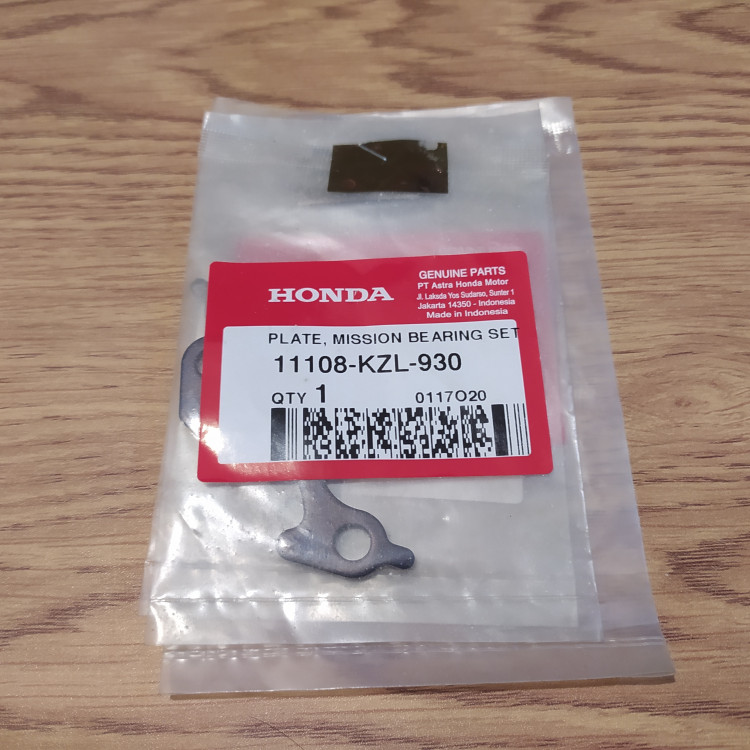 HONDA
GENUINE PARTS
PT Astra Honda Motor
Jl. Laksda Yos Sudarso, Sunter 1
Jakarta 14350 - Indonesia
Made in Indonesia
PLATE, MISSION BEARING SET
11108-KZL-930
QTY 1 0117O20